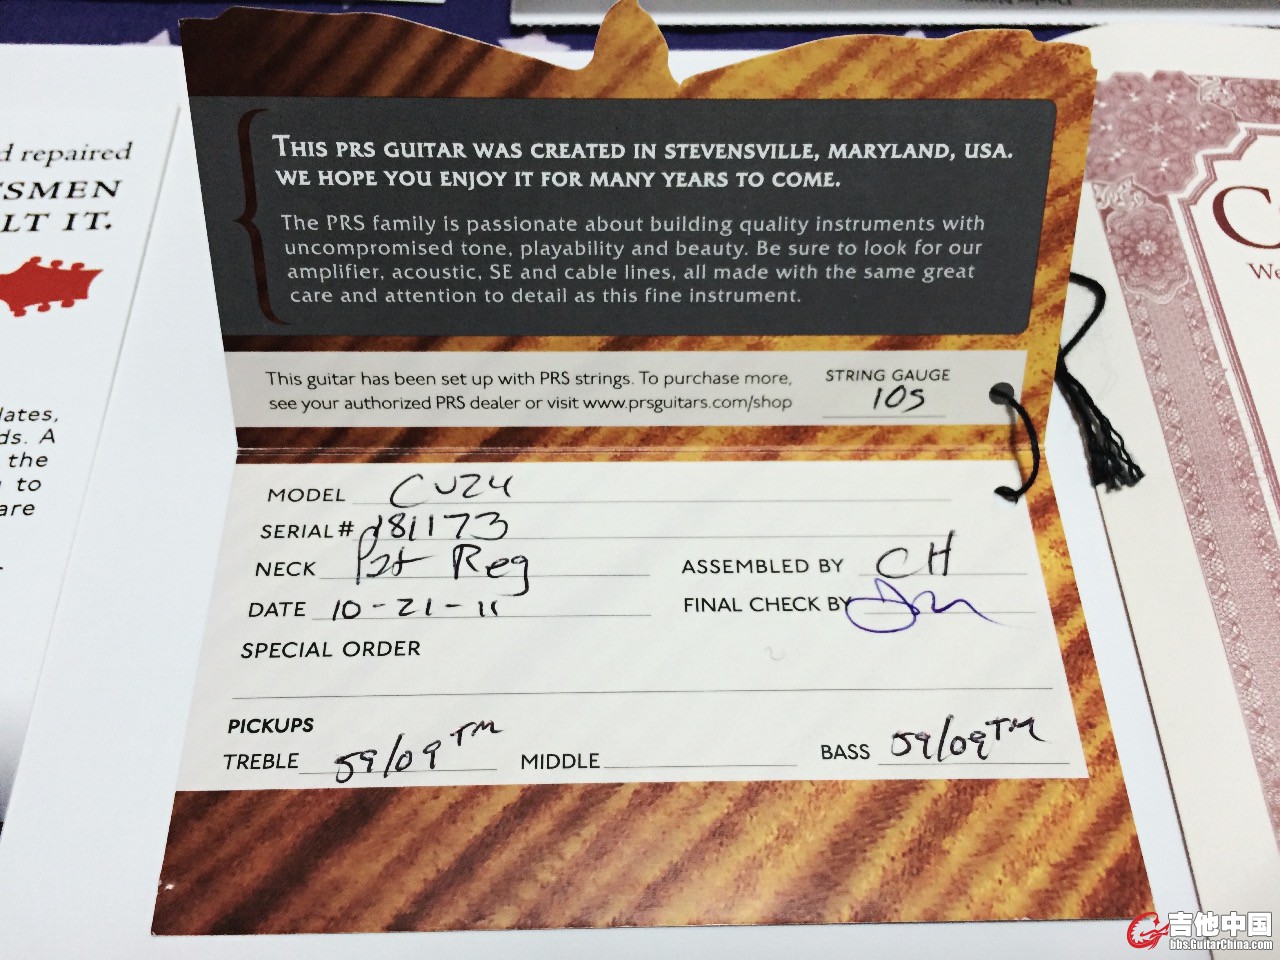 THIS PRS GUITAR WAS CREATED IN STEVENSVILLE, MARYLAND, USA.
WE HOPE YOU ENJOY IT FOR MANY YEARS TO COME.
The PRS family is passionate about building quality instruments with
uncompromised tone, playability and beauty. Be sure to look for our
amplifier, acoustic, SE and cable lines, all made with the same great
care and attention to detail as this fine instrument.
This guitar has been set up with PRS strings. To purchase more,
see your authorized PRS dealer or visit www.prsguitars.com/shop
STRING GAUGE
10s
MODEL CU24
SERIAL# 181173
NECK Pat Reg
ASSEMBLED BY CH
DATE 10-21-11
FINAL CHECK BY
SPECIAL ORDER
PICKUPS
TREBLE 59/09 TM MIDDLE BASS 59/09 TM
d repaired
SMEN
LT IT.
lates,
ds. A
the
to
are
We
吉他中国
bbs.GuitarChina.com